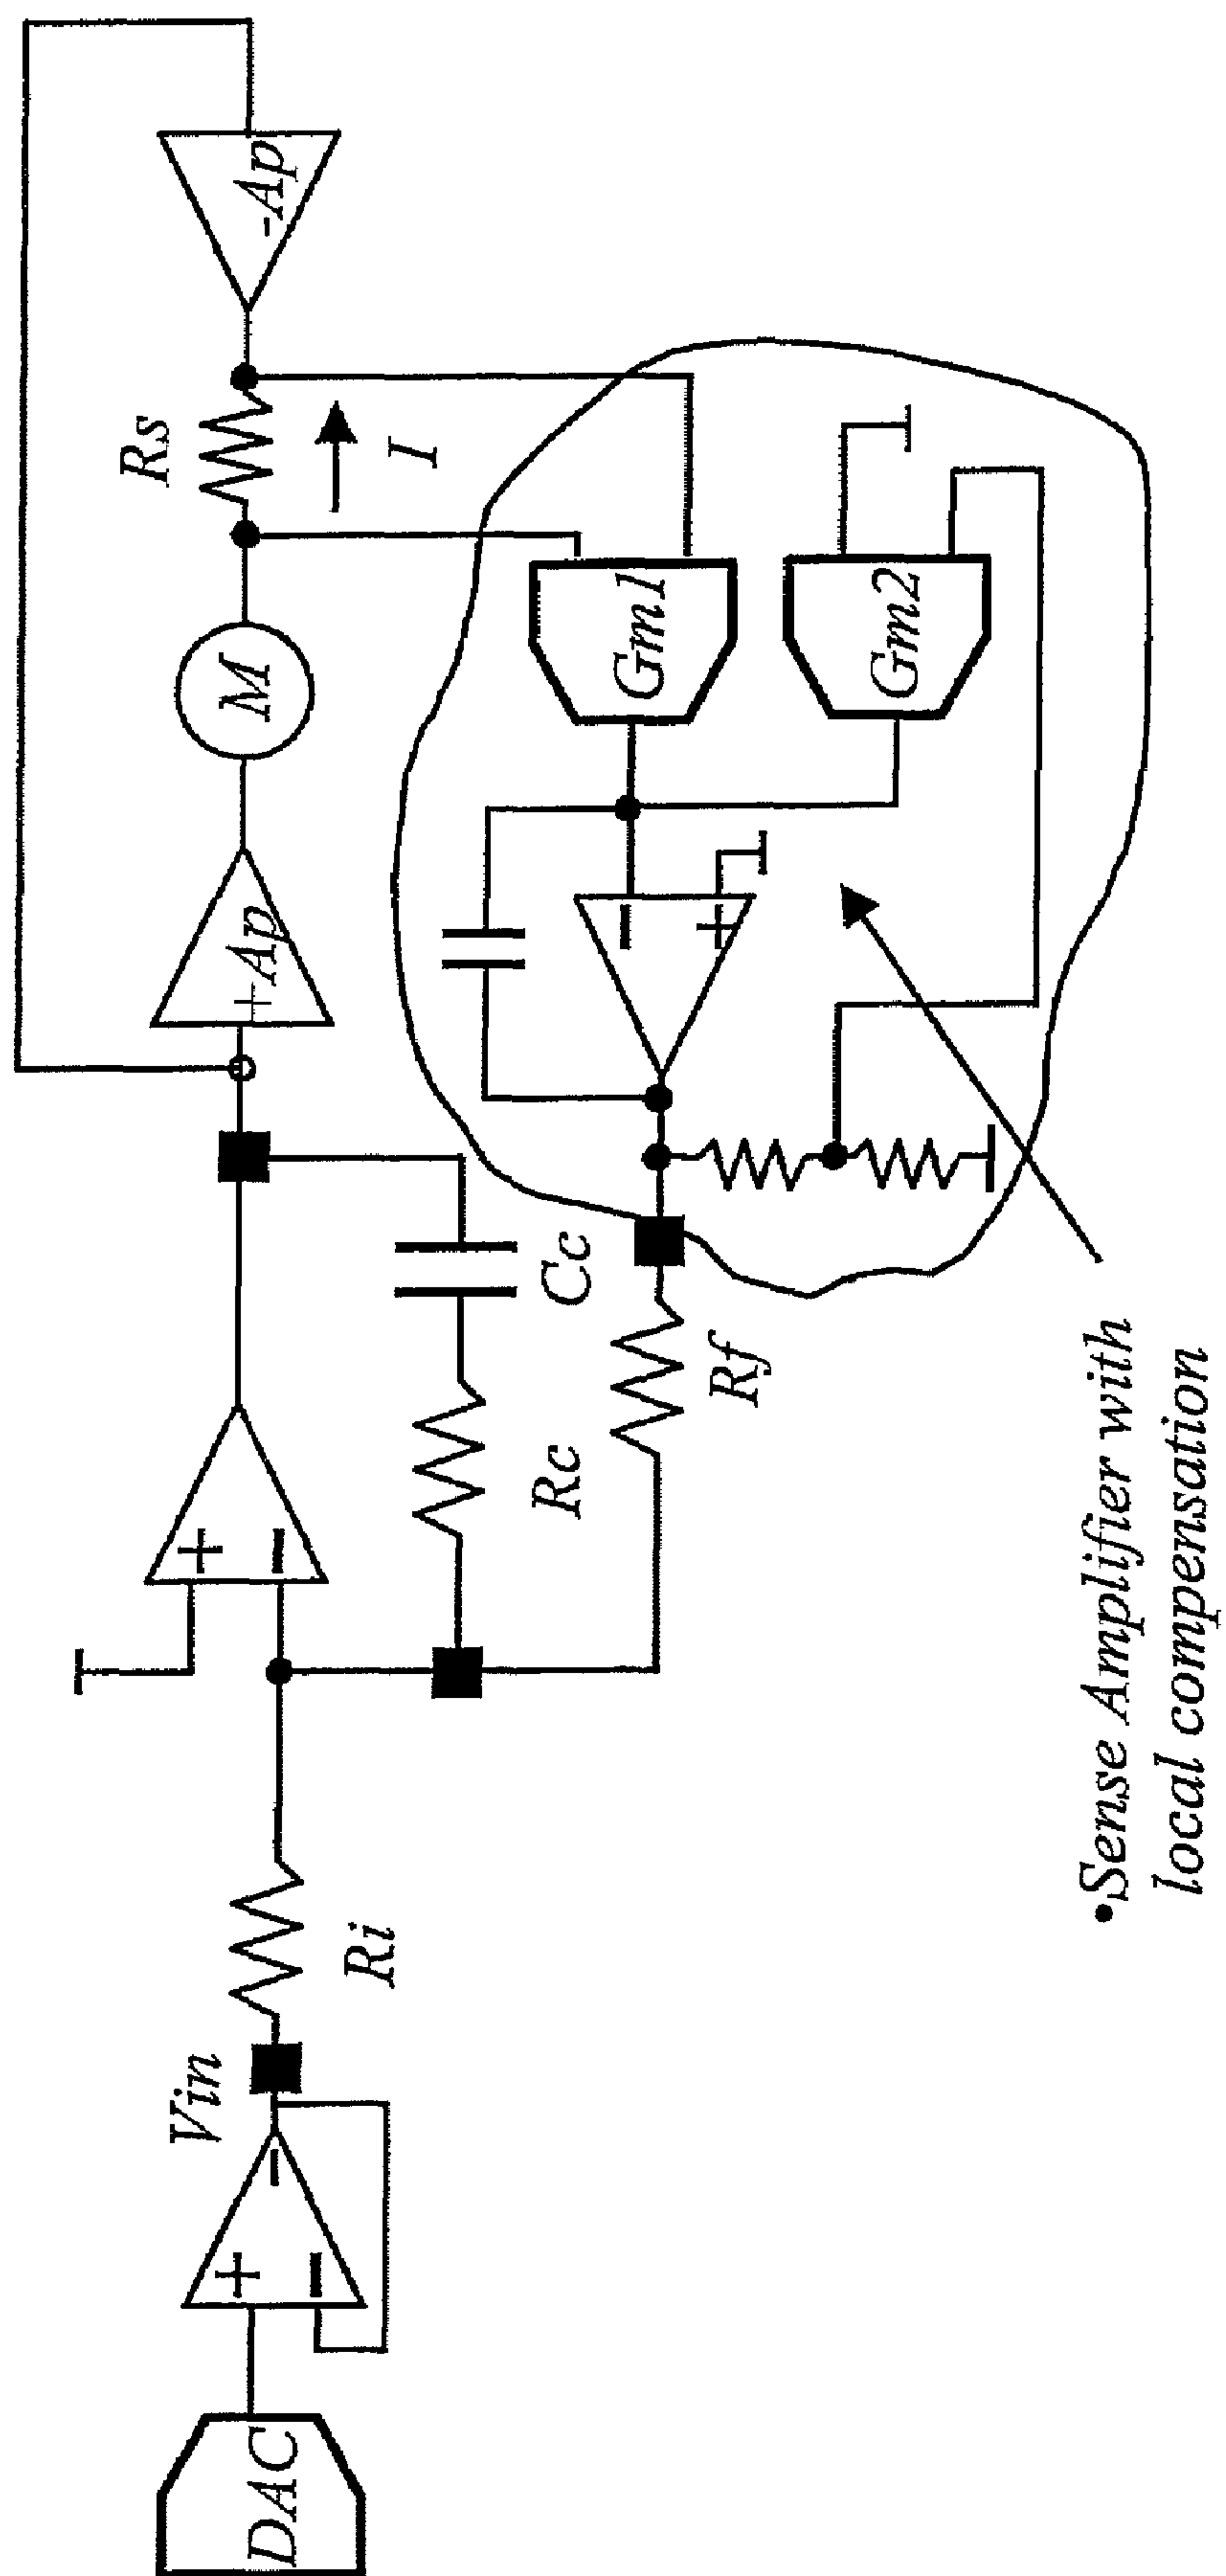 DAC
+
−
−
Vin
Ri
+
−
Rc
Cc
Rf
+Ap
M
Rs
I
-Ap
−
+
Gm1
Gm2
•Sense Amplifier with
local compensation